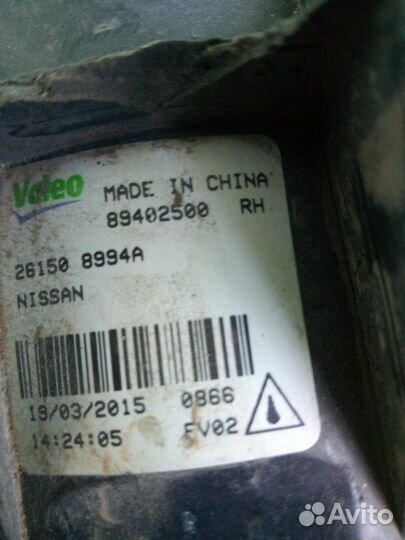 Valeo MADE IN CHINA
89402500 RH
26150 8994A
NISSAN
19/03/2015 0866
14:24:05 FV02
Avito